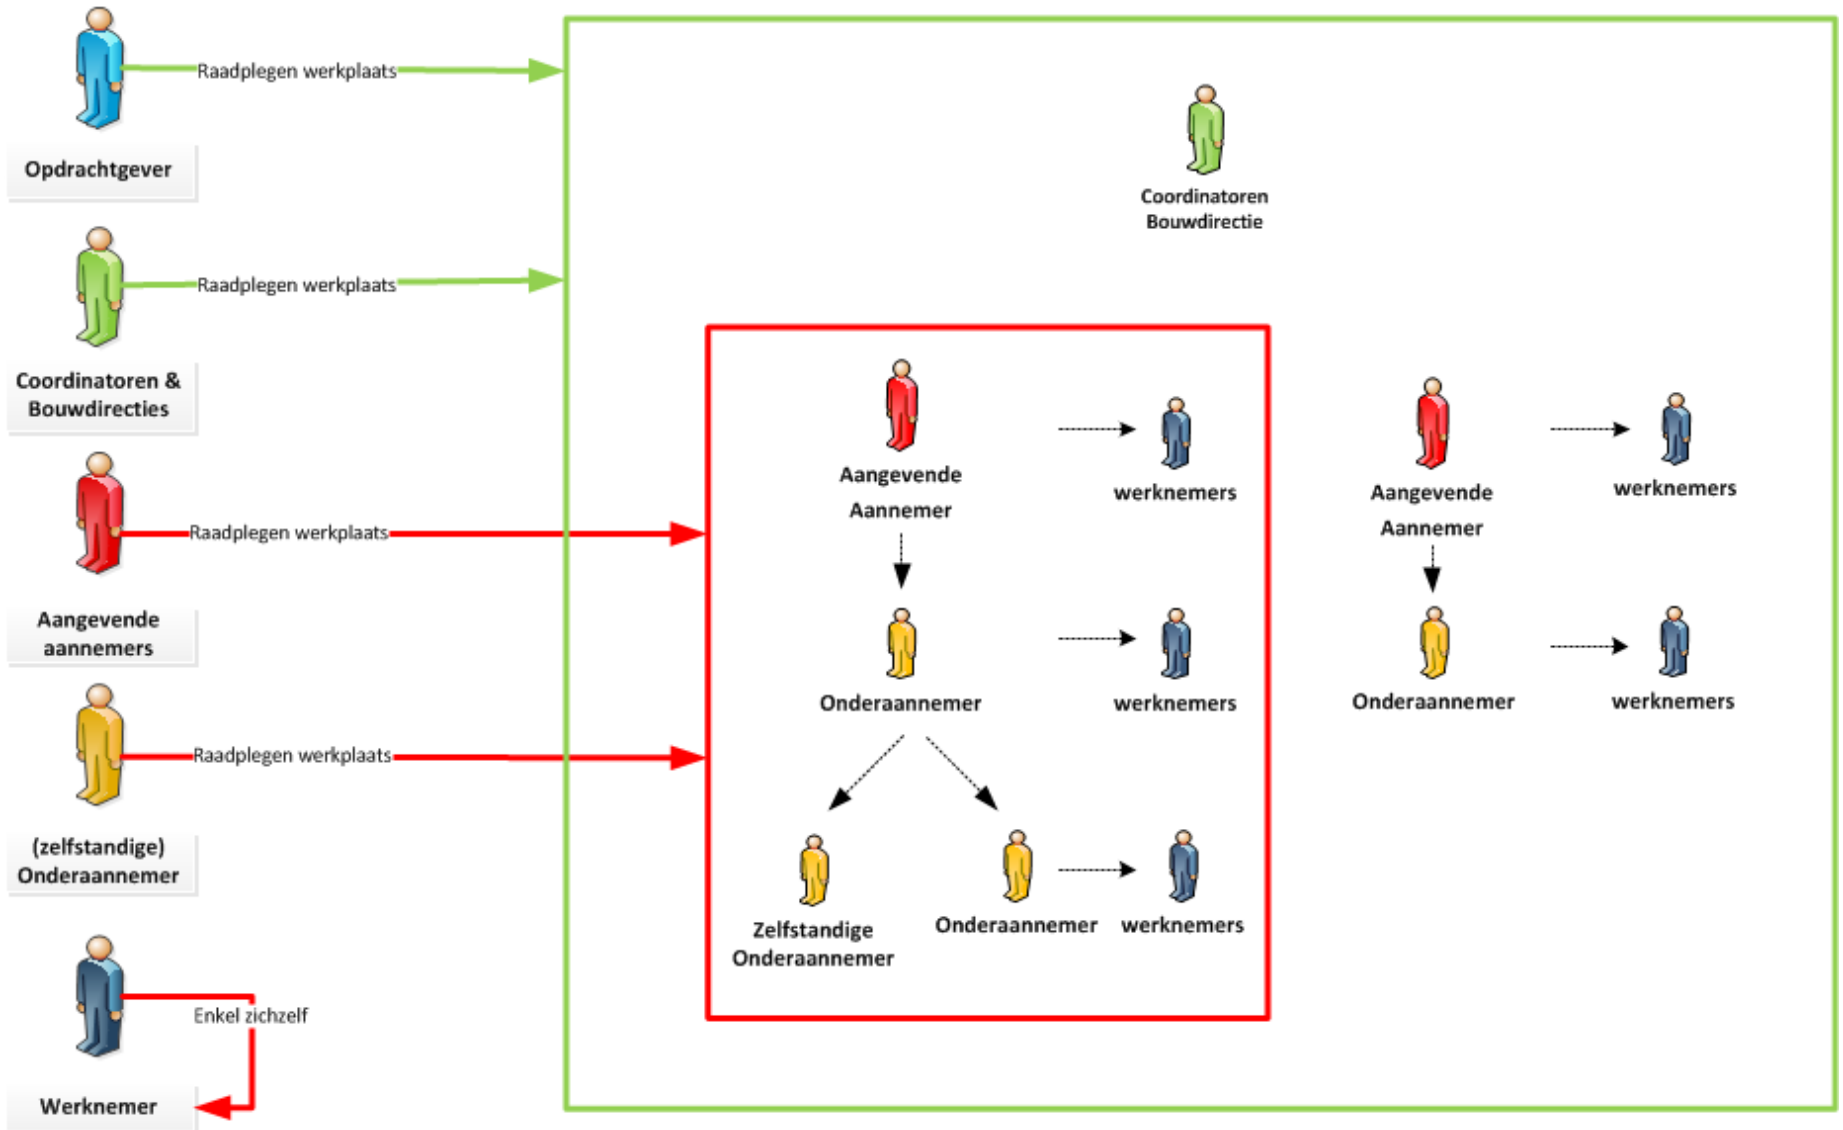 Raadplegen werkplaats
Opdrachtgever
Raadplegen werkplaats
Coordinatoren &
Bouwdirecties
Raadplegen werkplaats
Aangevende
aannemers
Raadplegen werkplaats
(zelfstandige)
Onderaannemer
Enkel zichzelf
Werknemer
Coordinatoren
Bouwdirectie
Aangevende
Aannemer
werknemers
Onderaannemer
werknemers
Zelfstandige
Onderaannemer
Onderaannemer
werknemers
Aangevende
Aannemer
werknemers
Onderaannemer
werknemers